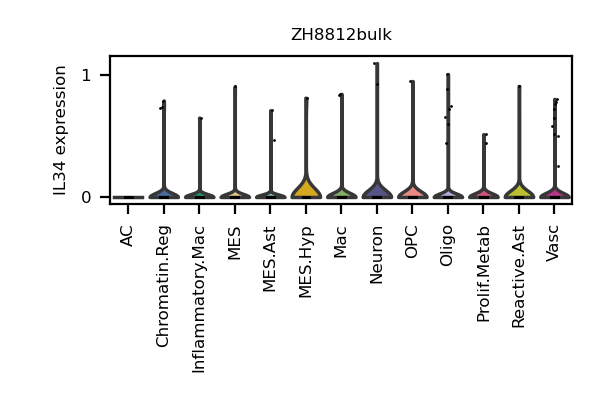 ZH8812bulk
IL34 expression
1
0
AC
Chromatin.Reg
Inflammatory.Mac
MES
MES.Ast
MES.Hyp
Mac
Neuron
OPC
Oligo
Prolif.Metab
Reactive.Ast
Vasc